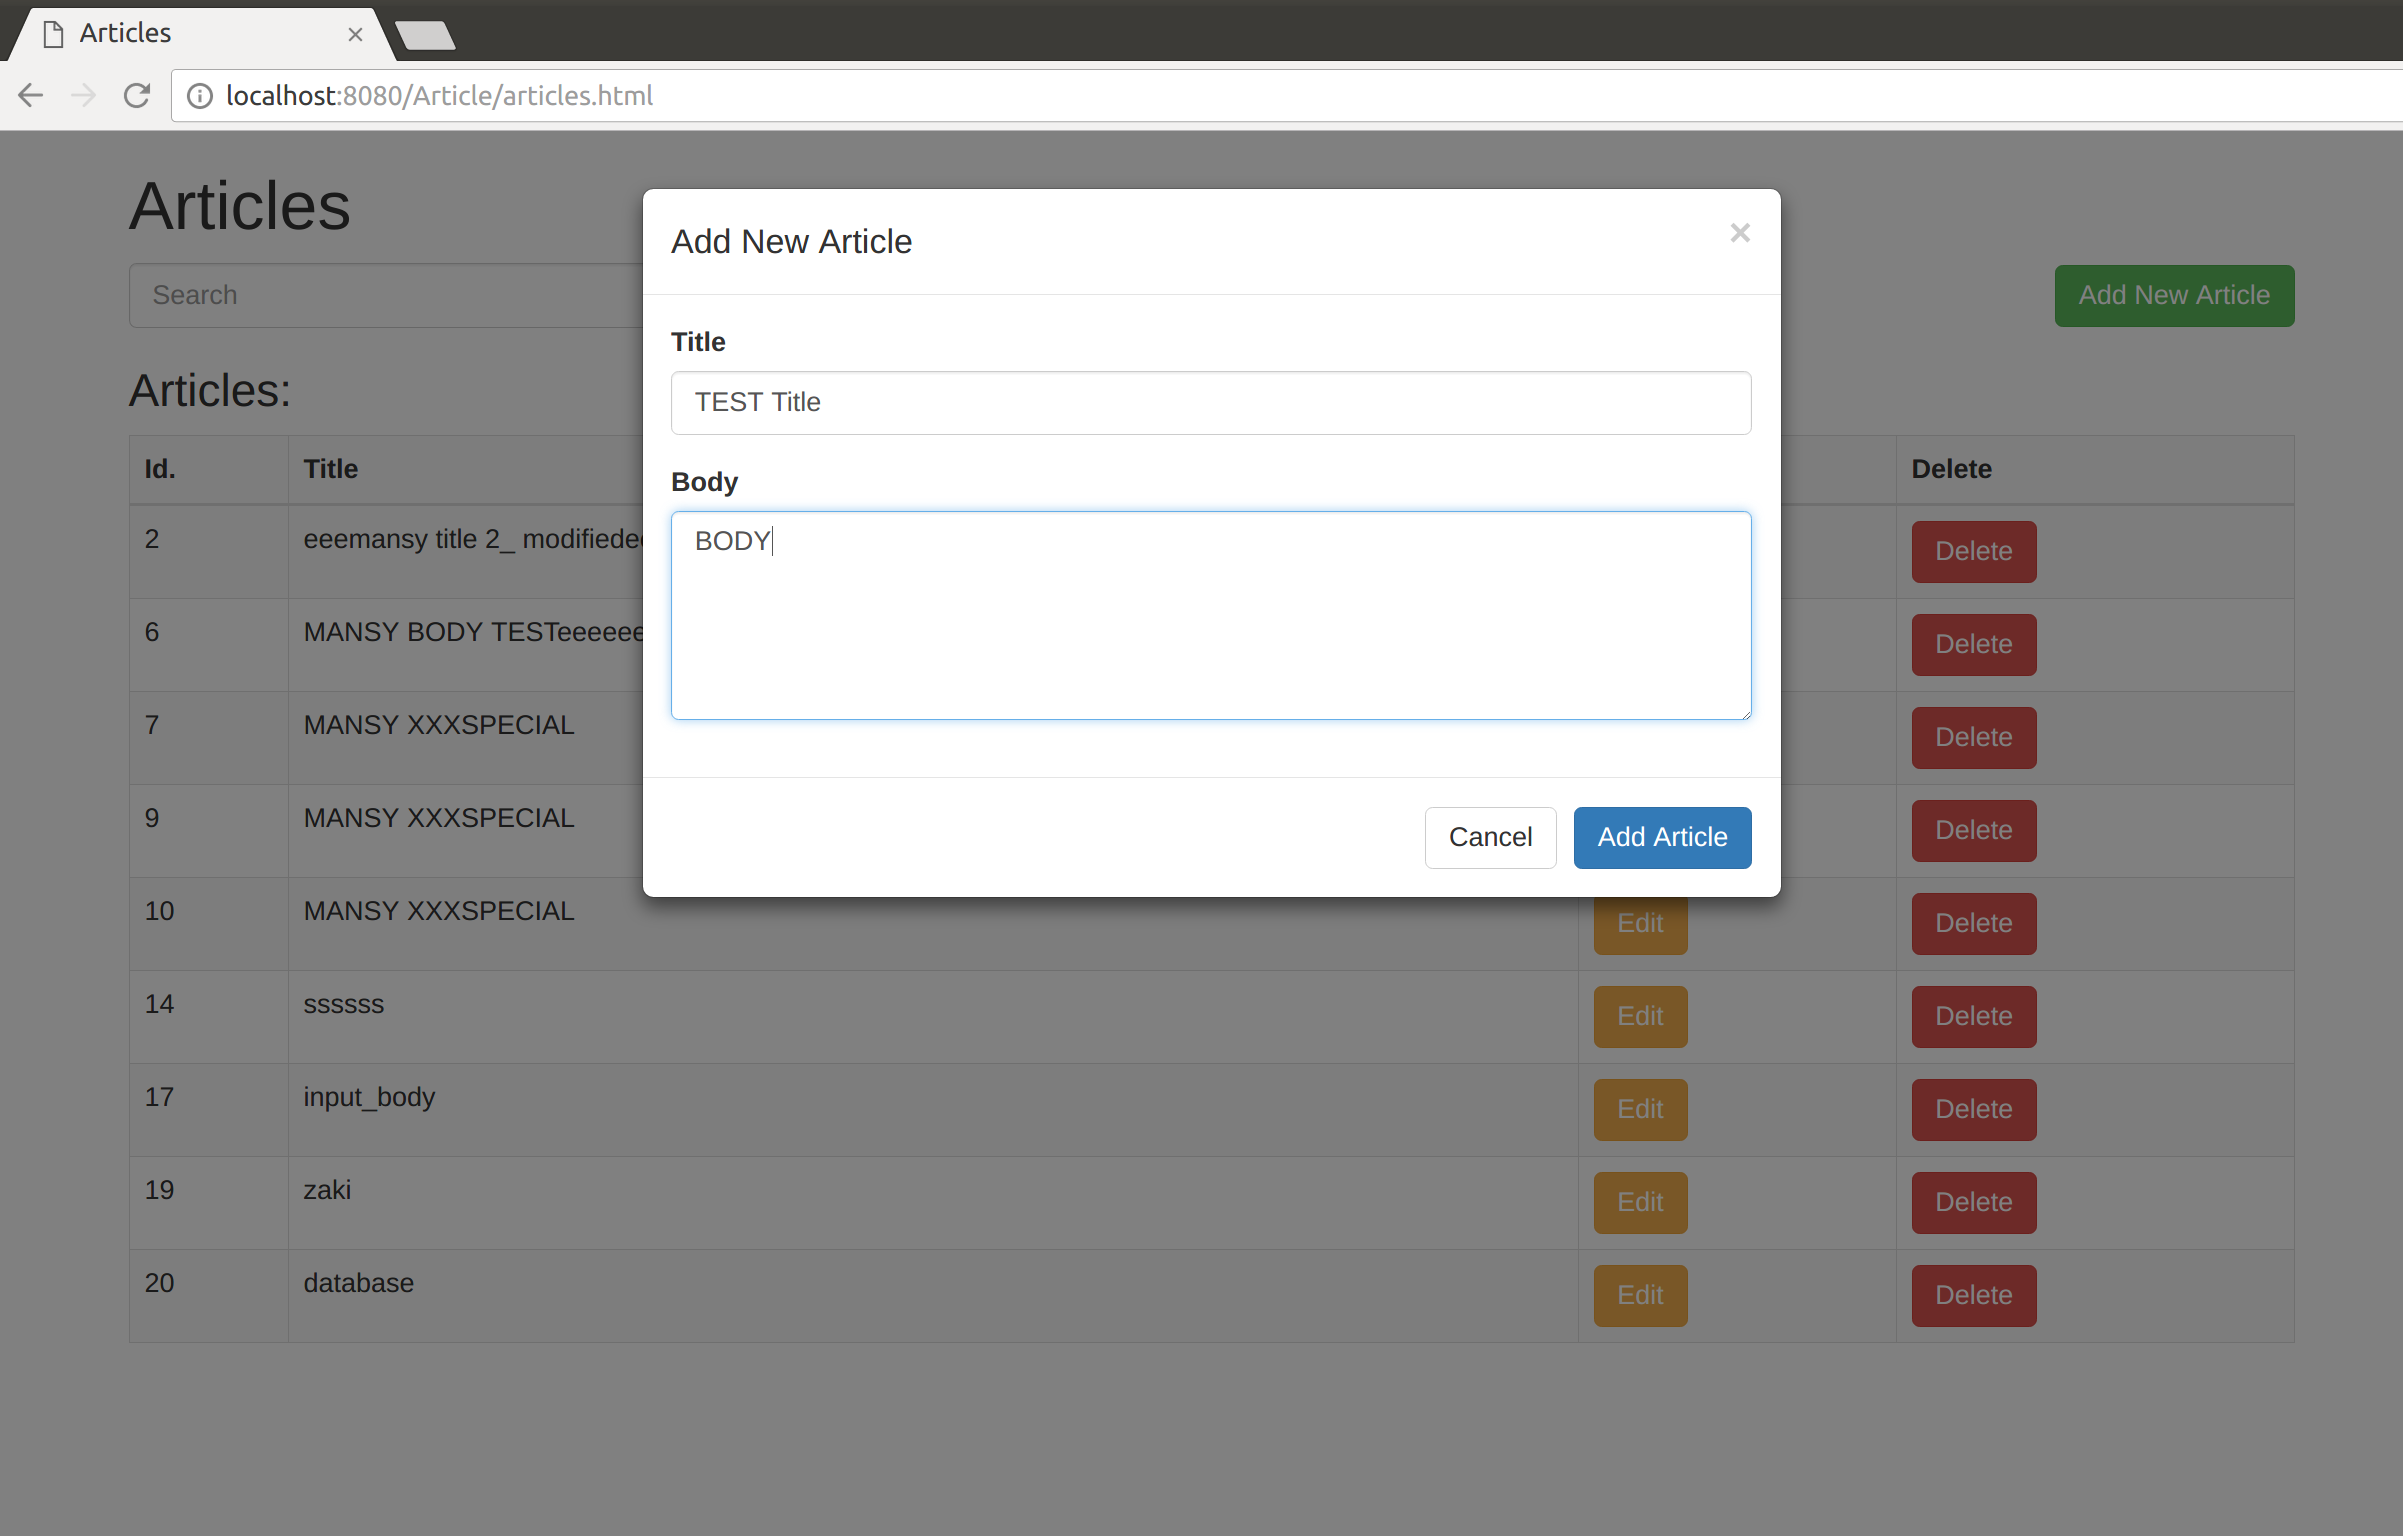 Articles
localhost:8080/Article/articles.html
Articles
Search
Add New Article
Articles:
Id. Title Delete
2 eeemansy title 2_ Delete
6 MANSY BODY Delete
7 MANSY XXXSPECIAL Delete
9 MANSY XXXSPECIAL Delete
10 MANSY XXXSPECIAL Edit Delete
14 ssssss Edit Delete
17 input_body Edit Delete
19 zaki Edit Delete
20 database Edit Delete
Add New Article ×
Title
TEST Title
Body
BODY
Cancel Add Article